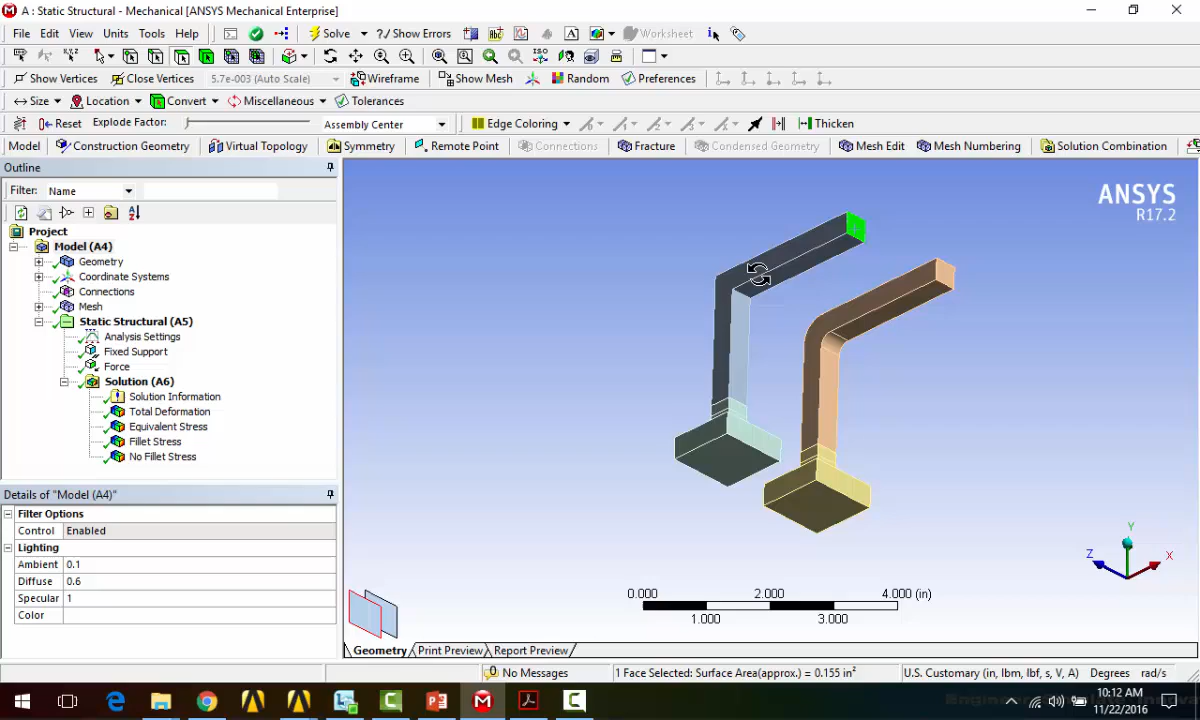 A : Static Structural - Mechanical [ANSYS Mechanical Enterprise]
File Edit View Units Tools Help Solve ?/ Show Errors Worksheet
Show Vertices Close Vertices 5.7e-003 (Auto Scale) Wireframe Show Mesh Random Preferences
Size Location Convert Miscellaneous Tolerances
Reset Explode Factor: Assembly Center Edge Coloring Thicken
Model Construction Geometry Virtual Topology Symmetry Remote Point Connections Fracture Condensed Geometry Mesh Edit Mesh Numbering Solution Combination
Outline
Filter: Name
Project
Model (A4)
Geometry
Coordinate Systems
Connections
Mesh
Static Structural (A5)
Analysis Settings
Fixed Support
Force
Solution (A6)
Solution Information
Total Deformation
Equivalent Stress
Fillet Stress
No Fillet Stress
Details of "Model (A4)"
Filter Options
Control Enabled
Lighting
Ambient 0.1
Diffuse 0.6
Specular 1
Color
ANSYS
R17.2
Y
Z
X
0.000 2.000 4.000 (in)
1.000 3.000
Geometry Print Preview Report Preview
No Messages 1 Face Selected: Surface Area(approx.) = 0.155 in² U.S. Customary (in, lbm, lbf, s, V, A) Degrees rad/s
10:12 AM
11/22/2016